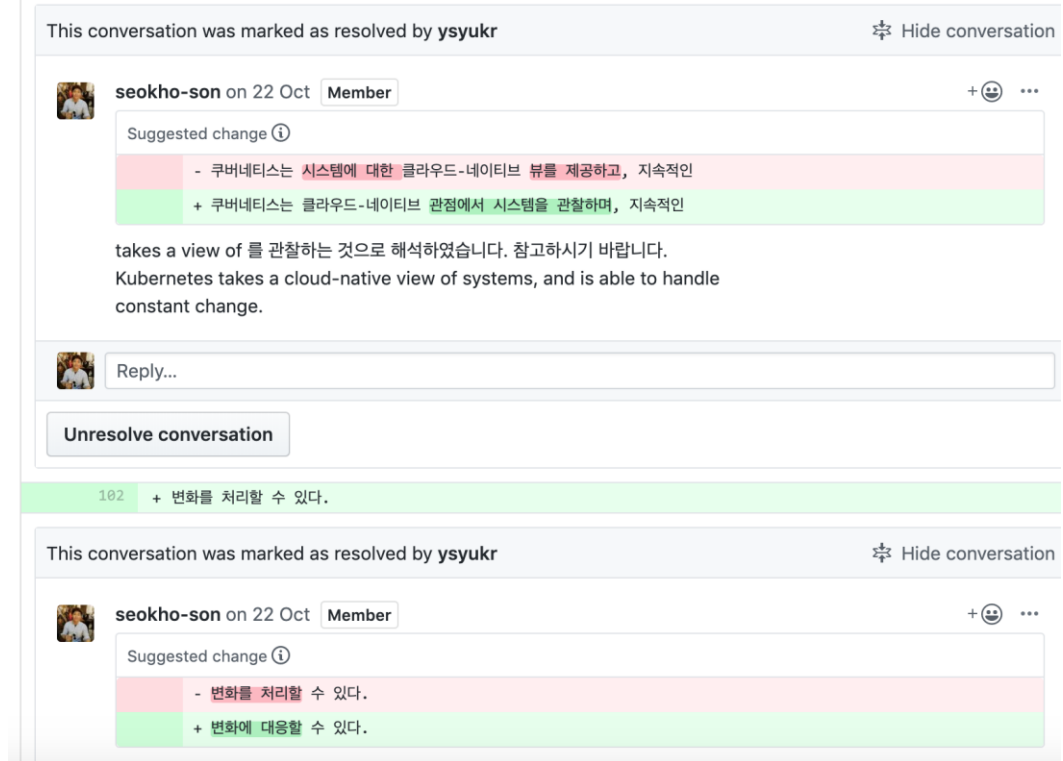 This conversation was marked as resolved by ysyukr Hide conversation
seokho-son on 22 Oct Member
Suggested change
- 쿠버네티스는 시스템에 대한 클라우드-네이티브 뷰를 제공하고, 지속적인
+ 쿠버네티스는 클라우드-네이티브 관점에서 시스템을 관찰하며, 지속적인
takes a view of 를 관찰하는 것으로 해석하였습니다. 참고하시기 바랍니다.
Kubernetes takes a cloud-native view of systems, and is able to handle
constant change.
Reply...
Unresolve conversation
102 + 변화를 처리할 수 있다.
This conversation was marked as resolved by ysyukr Hide conversation
seokho-son on 22 Oct Member
Suggested change
- 변화를 처리할 수 있다.
+ 변화에 대응할 수 있다.